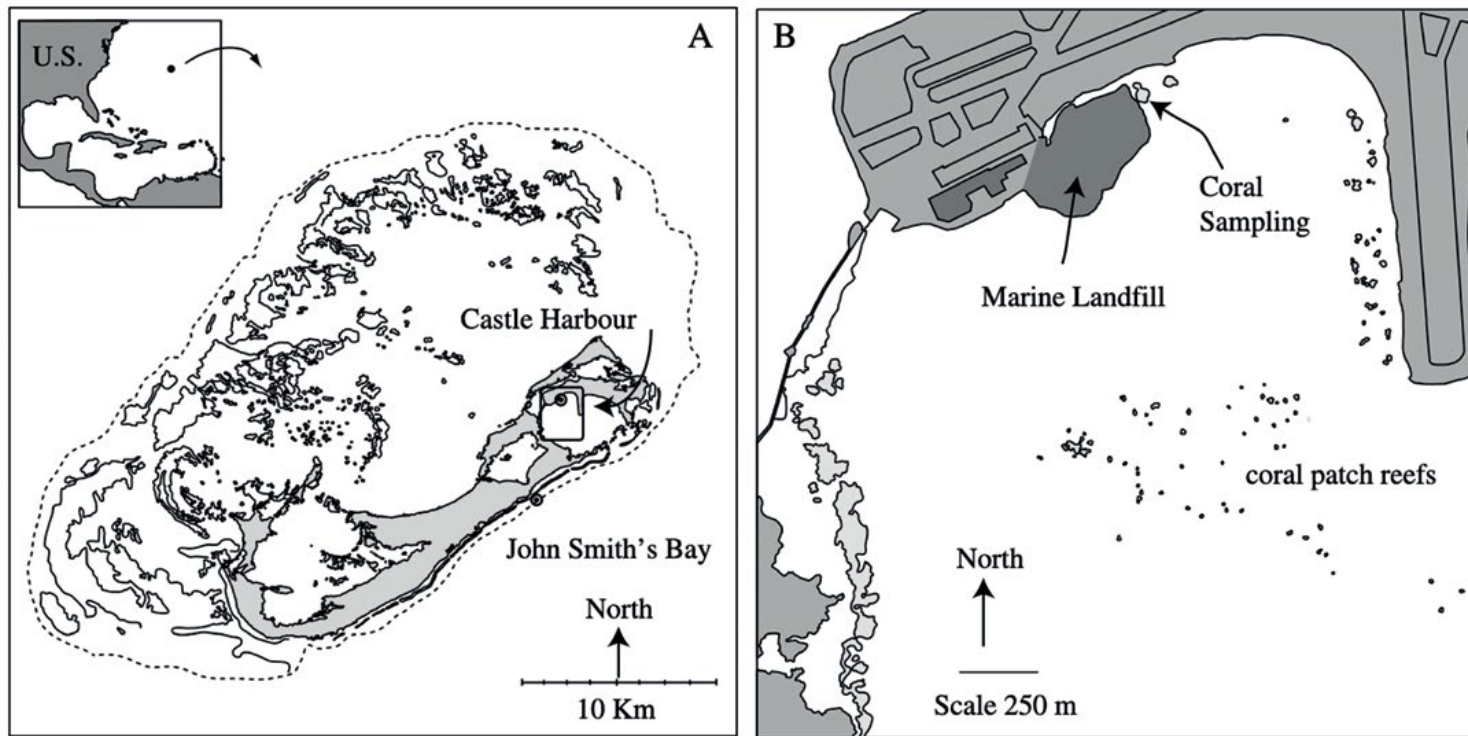 U.S.
A
Castle Harbour
John Smith's Bay
North
10 Km
B
Coral
Sampling
Marine Landfill
coral patch reefs
North
Scale 250 m